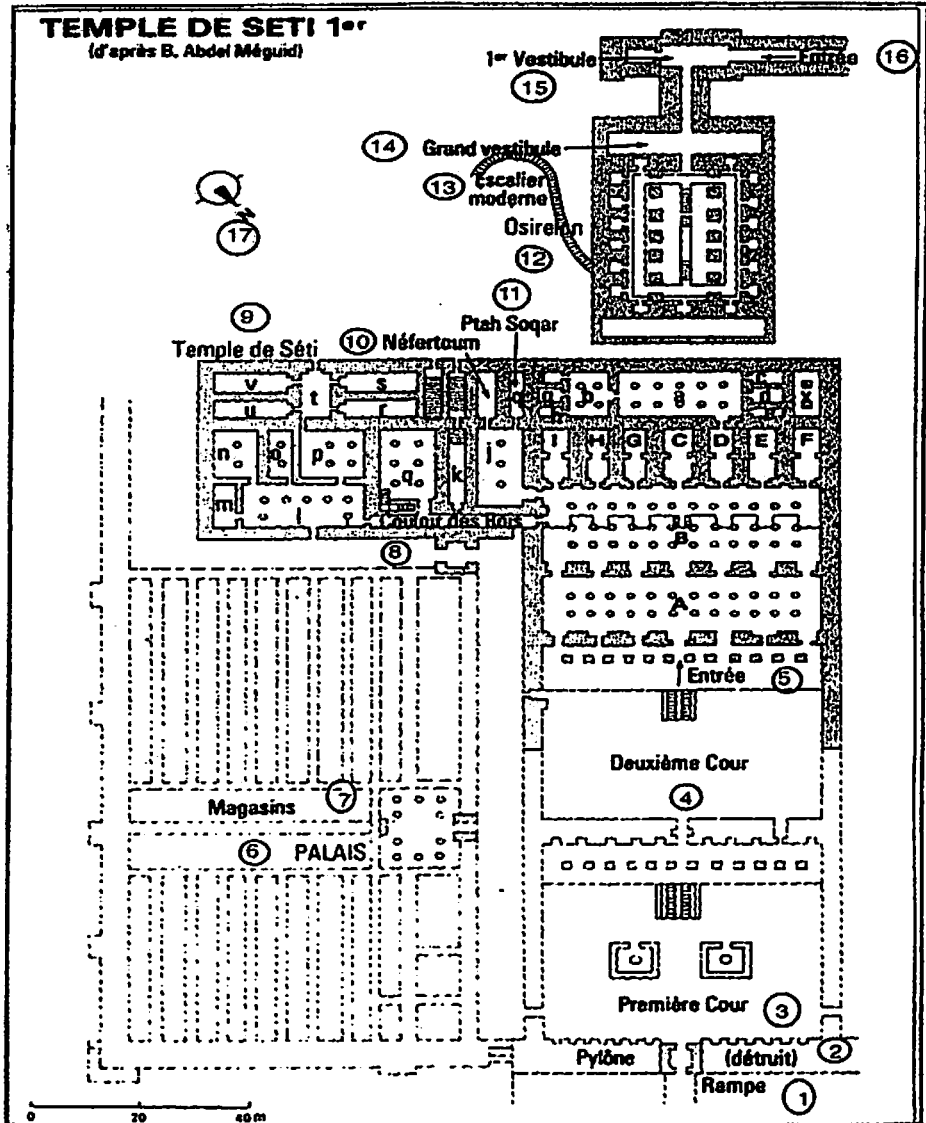 TEMPLE DE SETI 1er
(d'après B. Abdel Méguid)
1er Vestibule
Entrée
16
15
14
Grand vestibule
13
Escalier
moderne
Osireion
12
17
N
11
Ptah Soqar
9
10 Néfertoum
Temple de Séti
v
s
t
u
r
b
a
d
x
n
o
p
q
k
j
I
H
G
C
D
E
F
m
l
Couloir des Rois
8
B
A
Entrée
5
Deuxième Cour
4
Magasins
7
6
PALAIS
Première Cour
3
Pylône
(détruit)
2
Rampe
1
0
20
40 m